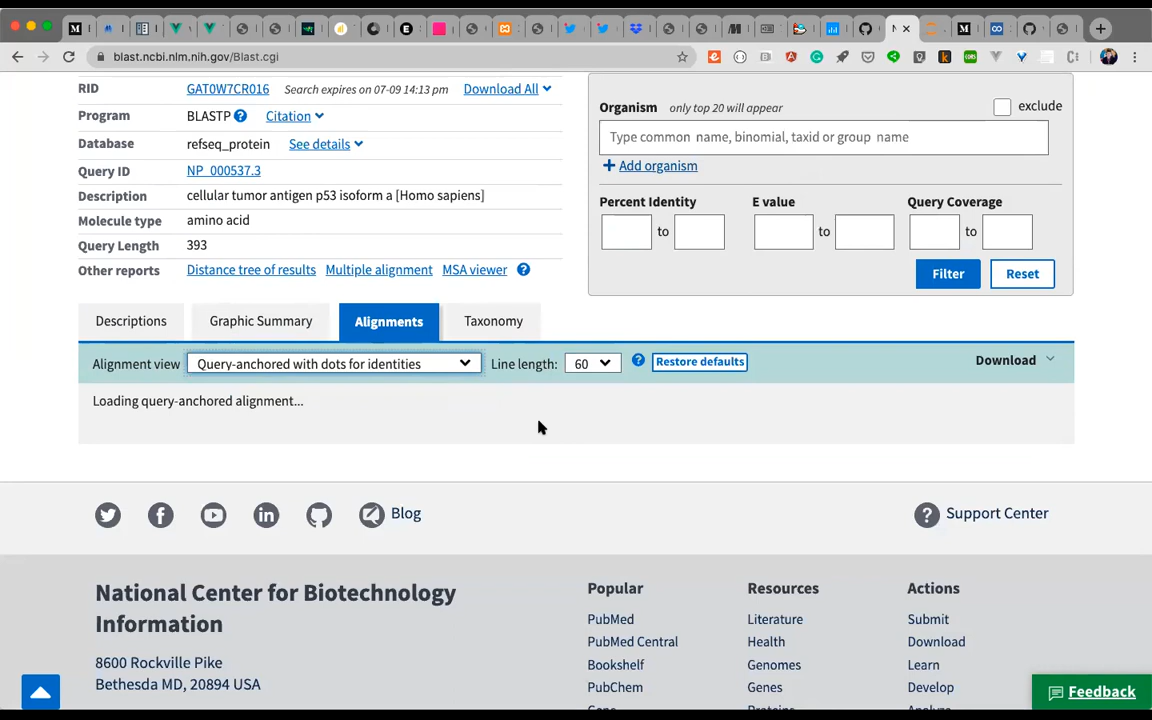 blast.ncbi.nlm.nih.gov/Blast.cgi
RID GAT0W7CR016 Search expires on 07-09 14:13 pm Download All
Program BLASTP Citation
Database refseq_protein See details
Query ID NP_000537.3
Description cellular tumor antigen p53 isoform a [Homo sapiens]
Molecule type amino acid
Query Length 393
Other reports Distance tree of results Multiple alignment MSA viewer
Organism only top 20 will appear exclude
Type common name, binomial, taxid or group name
Add organism
Percent Identity E value Query Coverage
to to to
Filter Reset
Descriptions Graphic Summary Alignments Taxonomy
Alignment view Query-anchored with dots for identities Line length: 60 Restore defaults Download
Loading query-anchored alignment...
Blog Support Center
National Center for Biotechnology
Information
8600 Rockville Pike
Bethesda MD, 20894 USA
Popular
PubMed
PubMed Central
Bookshelf
PubChem
Resources
Literature
Health
Genomes
Genes
Actions
Submit
Download
Learn
Develop
Feedback